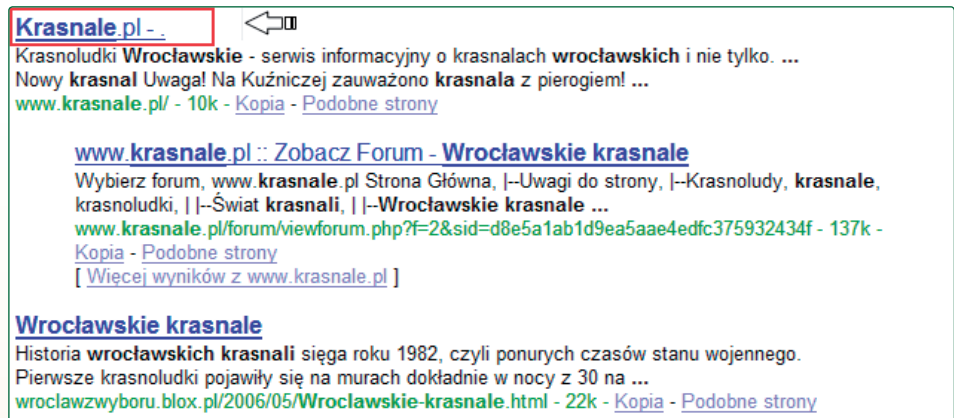 Krasnale.pl - .
Krasnoludki Wrocławskie - serwis informacyjny o krasnalach wrocławskich i nie tylko. ...
Nowy krasnal Uwaga! Na Kuźniczej zauważono krasnala z pierogiem! ...
www.krasnale.pl/ - 10k - Kopia - Podobne strony
www.krasnale.pl :: Zobacz Forum - Wrocławskie krasnale
Wybierz forum, www.krasnale.pl Strona Główna, |--Uwagi do strony, |--Krasnoludy, krasnale,
krasnoludki, | |--Świat krasnali, | |--Wrocławskie krasnale ...
www.krasnale.pl/forum/viewforum.php?f=2&sid=d8e5a1ab1d9ea5aae4edfc375932434f - 137k -
Kopia - Podobne strony
[ Więcej wyników z www.krasnale.pl ]
Wrocławskie krasnale
Historia wrocławskich krasnali sięga roku 1982, czyli ponurych czasów stanu wojennego.
Pierwsze krasnoludki pojawiły się na murach dokładnie w nocy z 30 na ...
wroclawzwyboru.blox.pl/2006/05/Wroclawskie-krasnale.html - 22k - Kopia - Podobne strony